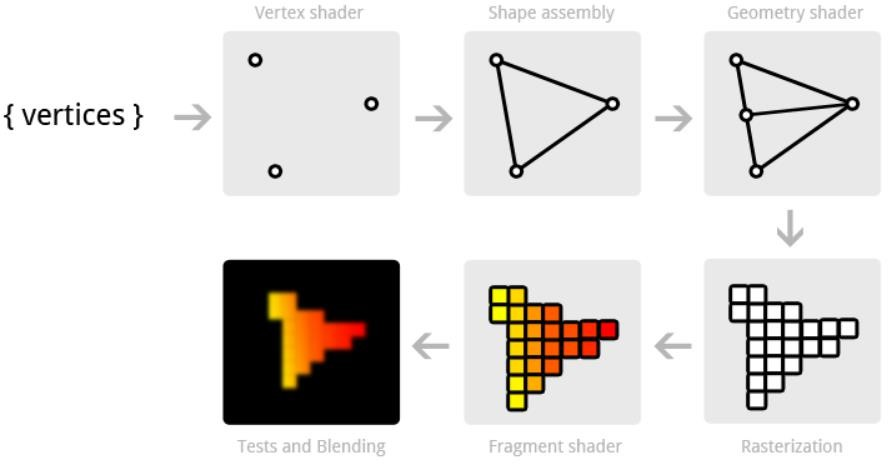 Vertex shader
Shape assembly
Geometry shader
{ vertices }
Tests and Blending
Fragment shader
Rasterization